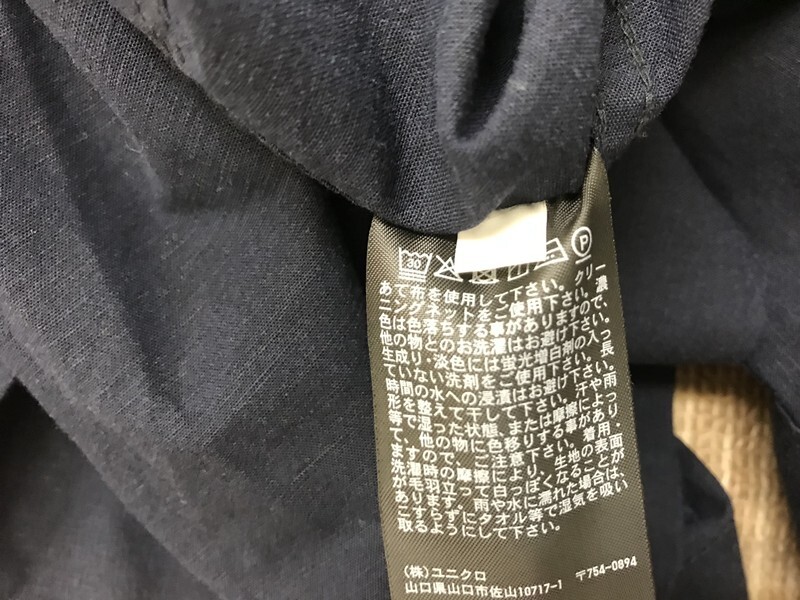 30
P
あて布を使用して下さい。クリー
ニングネットをご使用下さい。濃
色は色落ちする事がありますので、
他の物とのお洗濯はお避け下さい。
生成り・淡色には蛍光増白剤の入っ
ていない洗剤をご使用下さい。長
時間の水への浸漬はお避け下さい。
形を整えて干して下さい。汗や雨
等で湿った状態、または摩擦によっ
て、他の物に色移りする事があり
ますので、ご注意下さい。着用・
洗濯時の摩擦により、生地の表面
が毛羽立って白っぽくなることが
あります。雨や水に濡れた場合は、
こすらずにタオル等で湿気を吸い
取るようにして下さい。
(株)ユニクロ 〒754-0894
山口県山口市佐山10717-1